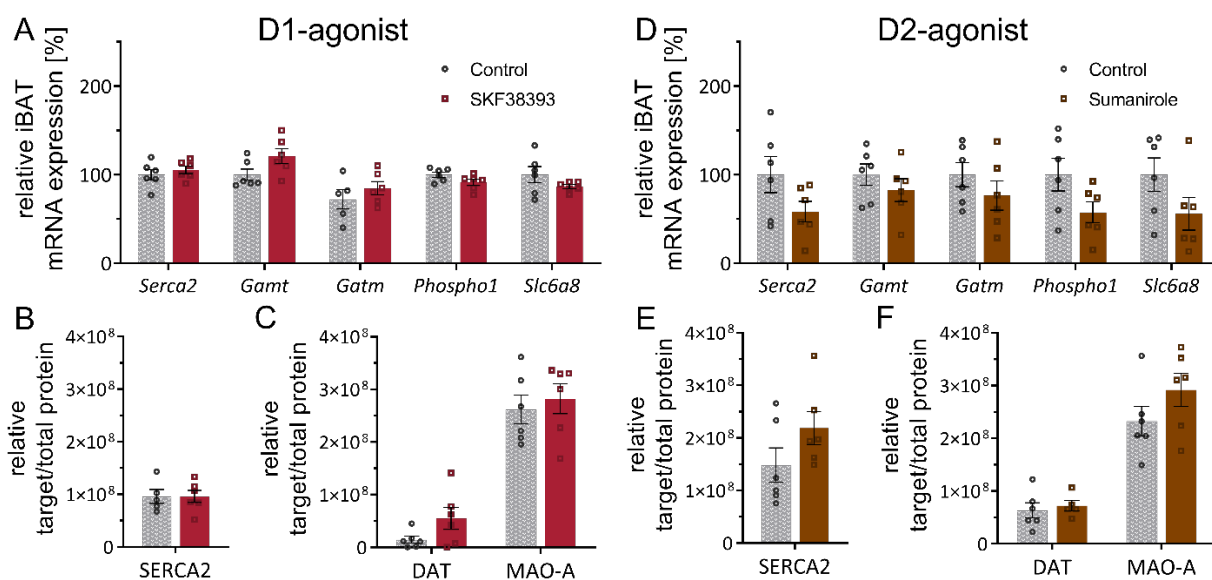 A D1-agonist
relative iBAT
mRNA expression [%]
200
100
0
Control
SKF38393
Serca2 Gamt Gatm Phospho1 Slc6a8
D D2-agonist
relative iBAT
mRNA expression [%]
200
100
0
Control
Sumanirole
Serca2 Gamt Gatm Phospho1 Slc6a8
B
relative
target/total protein
4×10⁸
3×10⁸
2×10⁸
1×10⁸
0
SERCA2
C
relative
target/total protein
4×10⁸
3×10⁸
2×10⁸
1×10⁸
0
DAT MAO-A
E
relative
target/total protein
4×10⁸
3×10⁸
2×10⁸
1×10⁸
0
SERCA2
F
relative
target/total protein
4×10⁸
3×10⁸
2×10⁸
1×10⁸
0
DAT MAO-A